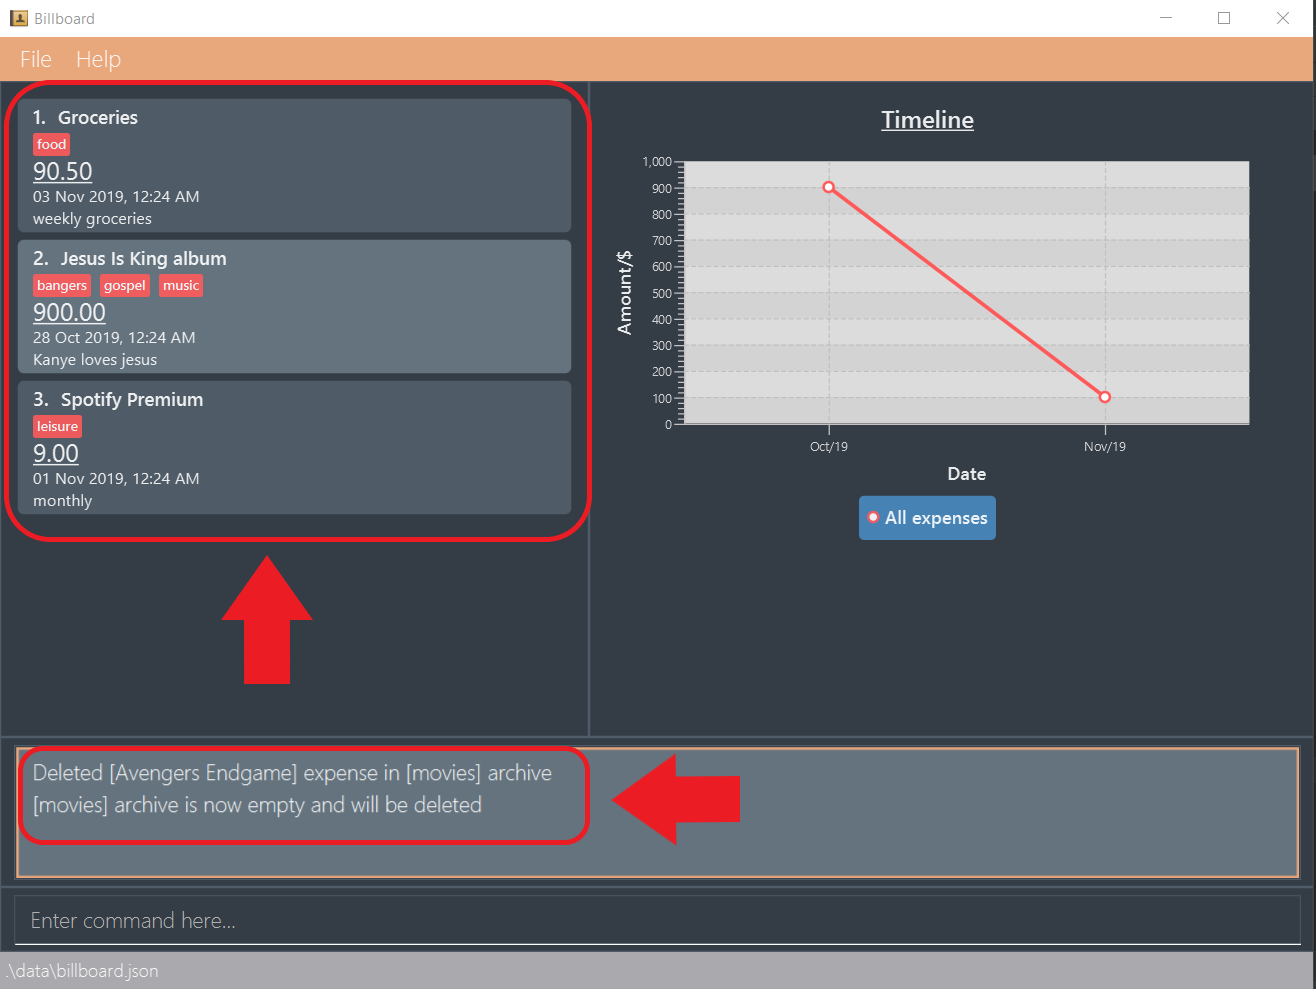 Billboard
File Help
1. Groceries
food
90.50
03 Nov 2019, 12:24 AM
weekly groceries
2. Jesus Is King album
bangers gospel music
900.00
28 Oct 2019, 12:24 AM
Kanye loves jesus
3. Spotify Premium
leisure
9.00
01 Nov 2019, 12:24 AM
monthly
Timeline
Amount/$
1,000
900
800
700
600
500
400
300
200
100
0
Oct/19 Nov/19
Date
All expenses
Deleted [Avengers Endgame] expense in [movies] archive
[movies] archive is now empty and will be deleted
Enter command here...
.\data\billboard.json